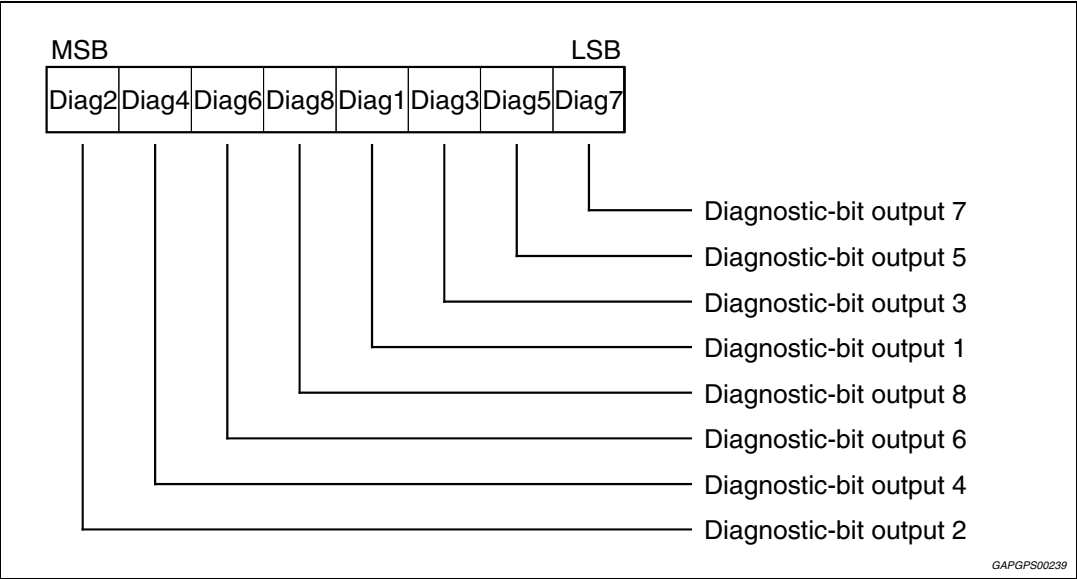 MSB LSB
Diag2 Diag4 Diag6 Diag8 Diag1 Diag3 Diag5 Diag7
Diagnostic-bit output 7
Diagnostic-bit output 5
Diagnostic-bit output 3
Diagnostic-bit output 1
Diagnostic-bit output 8
Diagnostic-bit output 6
Diagnostic-bit output 4
Diagnostic-bit output 2
GAPGPS00239